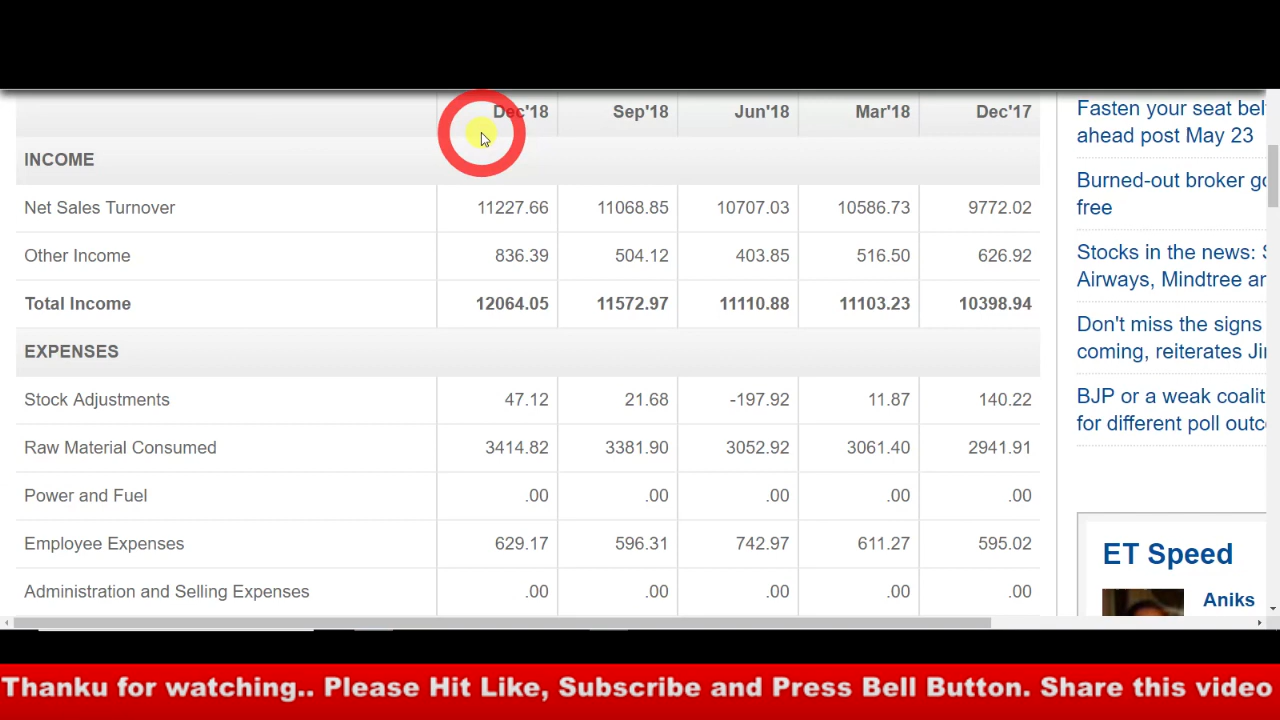 Dec'18 Sep'18 Jun'18 Mar'18 Dec'17
INCOME
Net Sales Turnover 11227.66 11068.85 10707.03 10586.73 9772.02
Other Income 836.39 504.12 403.85 516.50 626.92
Total Income 12064.05 11572.97 11110.88 11103.23 10398.94
EXPENSES
Stock Adjustments 47.12 21.68 -197.92 11.87 140.22
Raw Material Consumed 3414.82 3381.90 3052.92 3061.40 2941.91
Power and Fuel .00 .00 .00 .00 .00
Employee Expenses 629.17 596.31 742.97 611.27 595.02
Administration and Selling Expenses .00 .00 .00 .00 .00
Fasten your seat
ahead post May 23
Burned-out broker
free
Stocks in the news:
Airways, Mindtree
Don't miss the signs
coming, reiterates
BJP or a weak
for different poll
ET Speed
Aniks
Thanku for watching.. Please Hit Like, Subscribe and Press Bell Button. Share this video